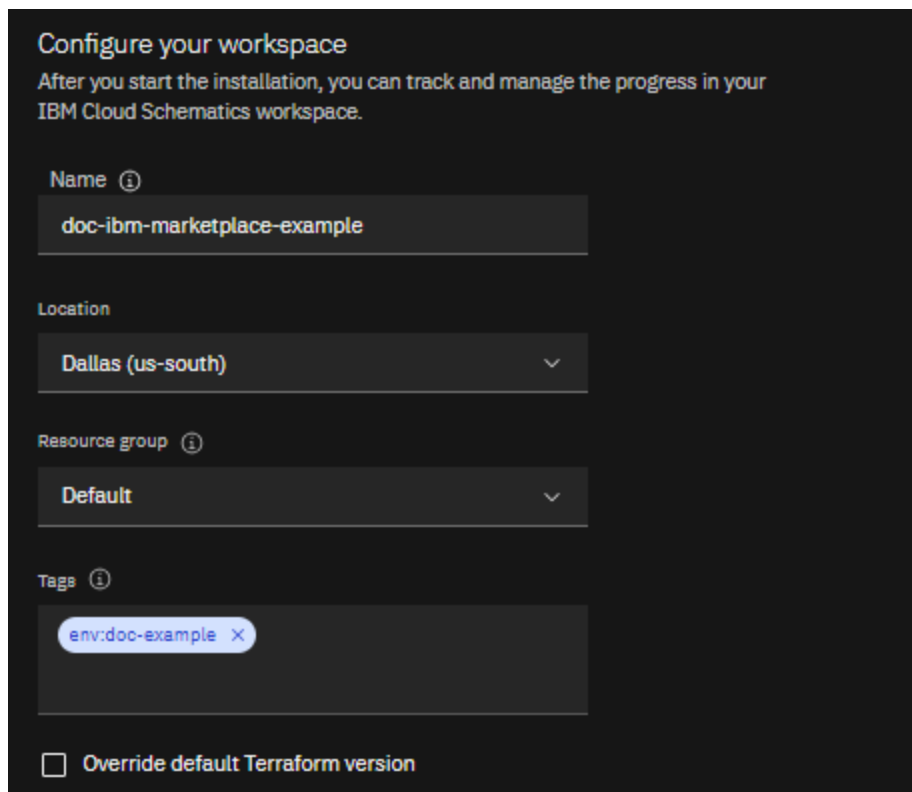 Configure your workspace
After you start the installation, you can track and manage the progress in your
IBM Cloud Schematics workspace.
Name
doc-ibm-marketplace-example
Location
Dallas (us-south)
Resource group
Default
Tags
env:doc-example
Override default Terraform version